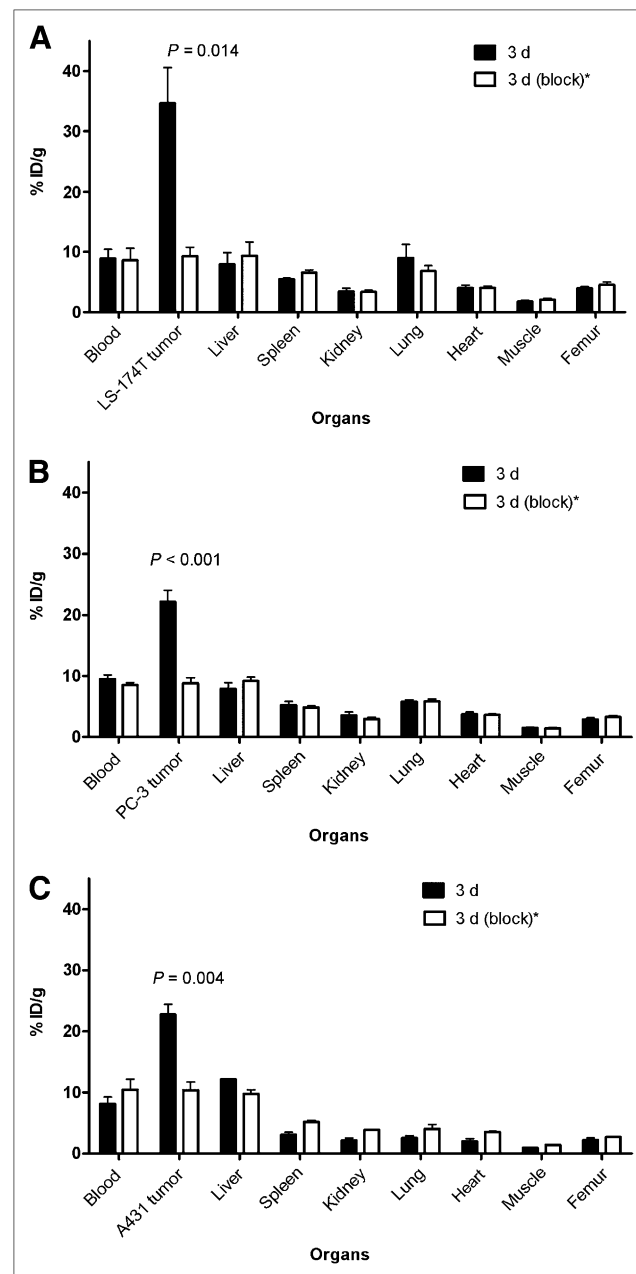 A
P = 0.014
3 d
3 d (block)*
40
30
20
10
0
% ID/g
Blood
LS-174T tumor
Liver
Spleen
Kidney
Lung
Heart
Muscle
Femur
Organs
B
P < 0.001
3 d
3 d (block)*
40
30
20
10
0
% ID/g
Blood
PC-3 tumor
Liver
Spleen
Kidney
Lung
Heart
Muscle
Femur
Organs
C
P = 0.004
3 d
3 d (block)*
40
30
20
10
0
% ID/g
Blood
A431 tumor
Liver
Spleen
Kidney
Lung
Heart
Muscle
Femur
Organs